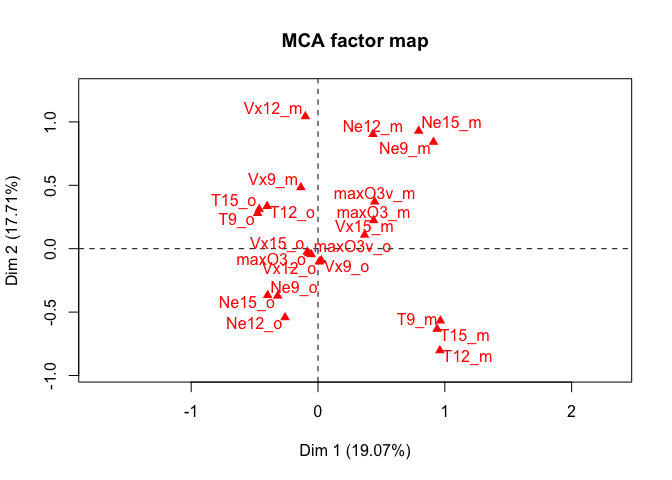 MCA factor map
Dim 2 (17.71%)
1.0
0.5
0.0
-0.5
-1.0
Vx12_m
Ne12_m
Ne15_m
Ne9_m
Vx9_m
maxO3v_m
T15_o
T12_o
maxO3_m
T9_o
Vx15_m
Vx15_o
maxO3v_o
maxO3_o
Vx12_o
Vx9_o
Ne9_o
Ne15_o
Ne12_o
T9_m
T15_m
T12_m
-1
0
1
2
Dim 1 (19.07%)